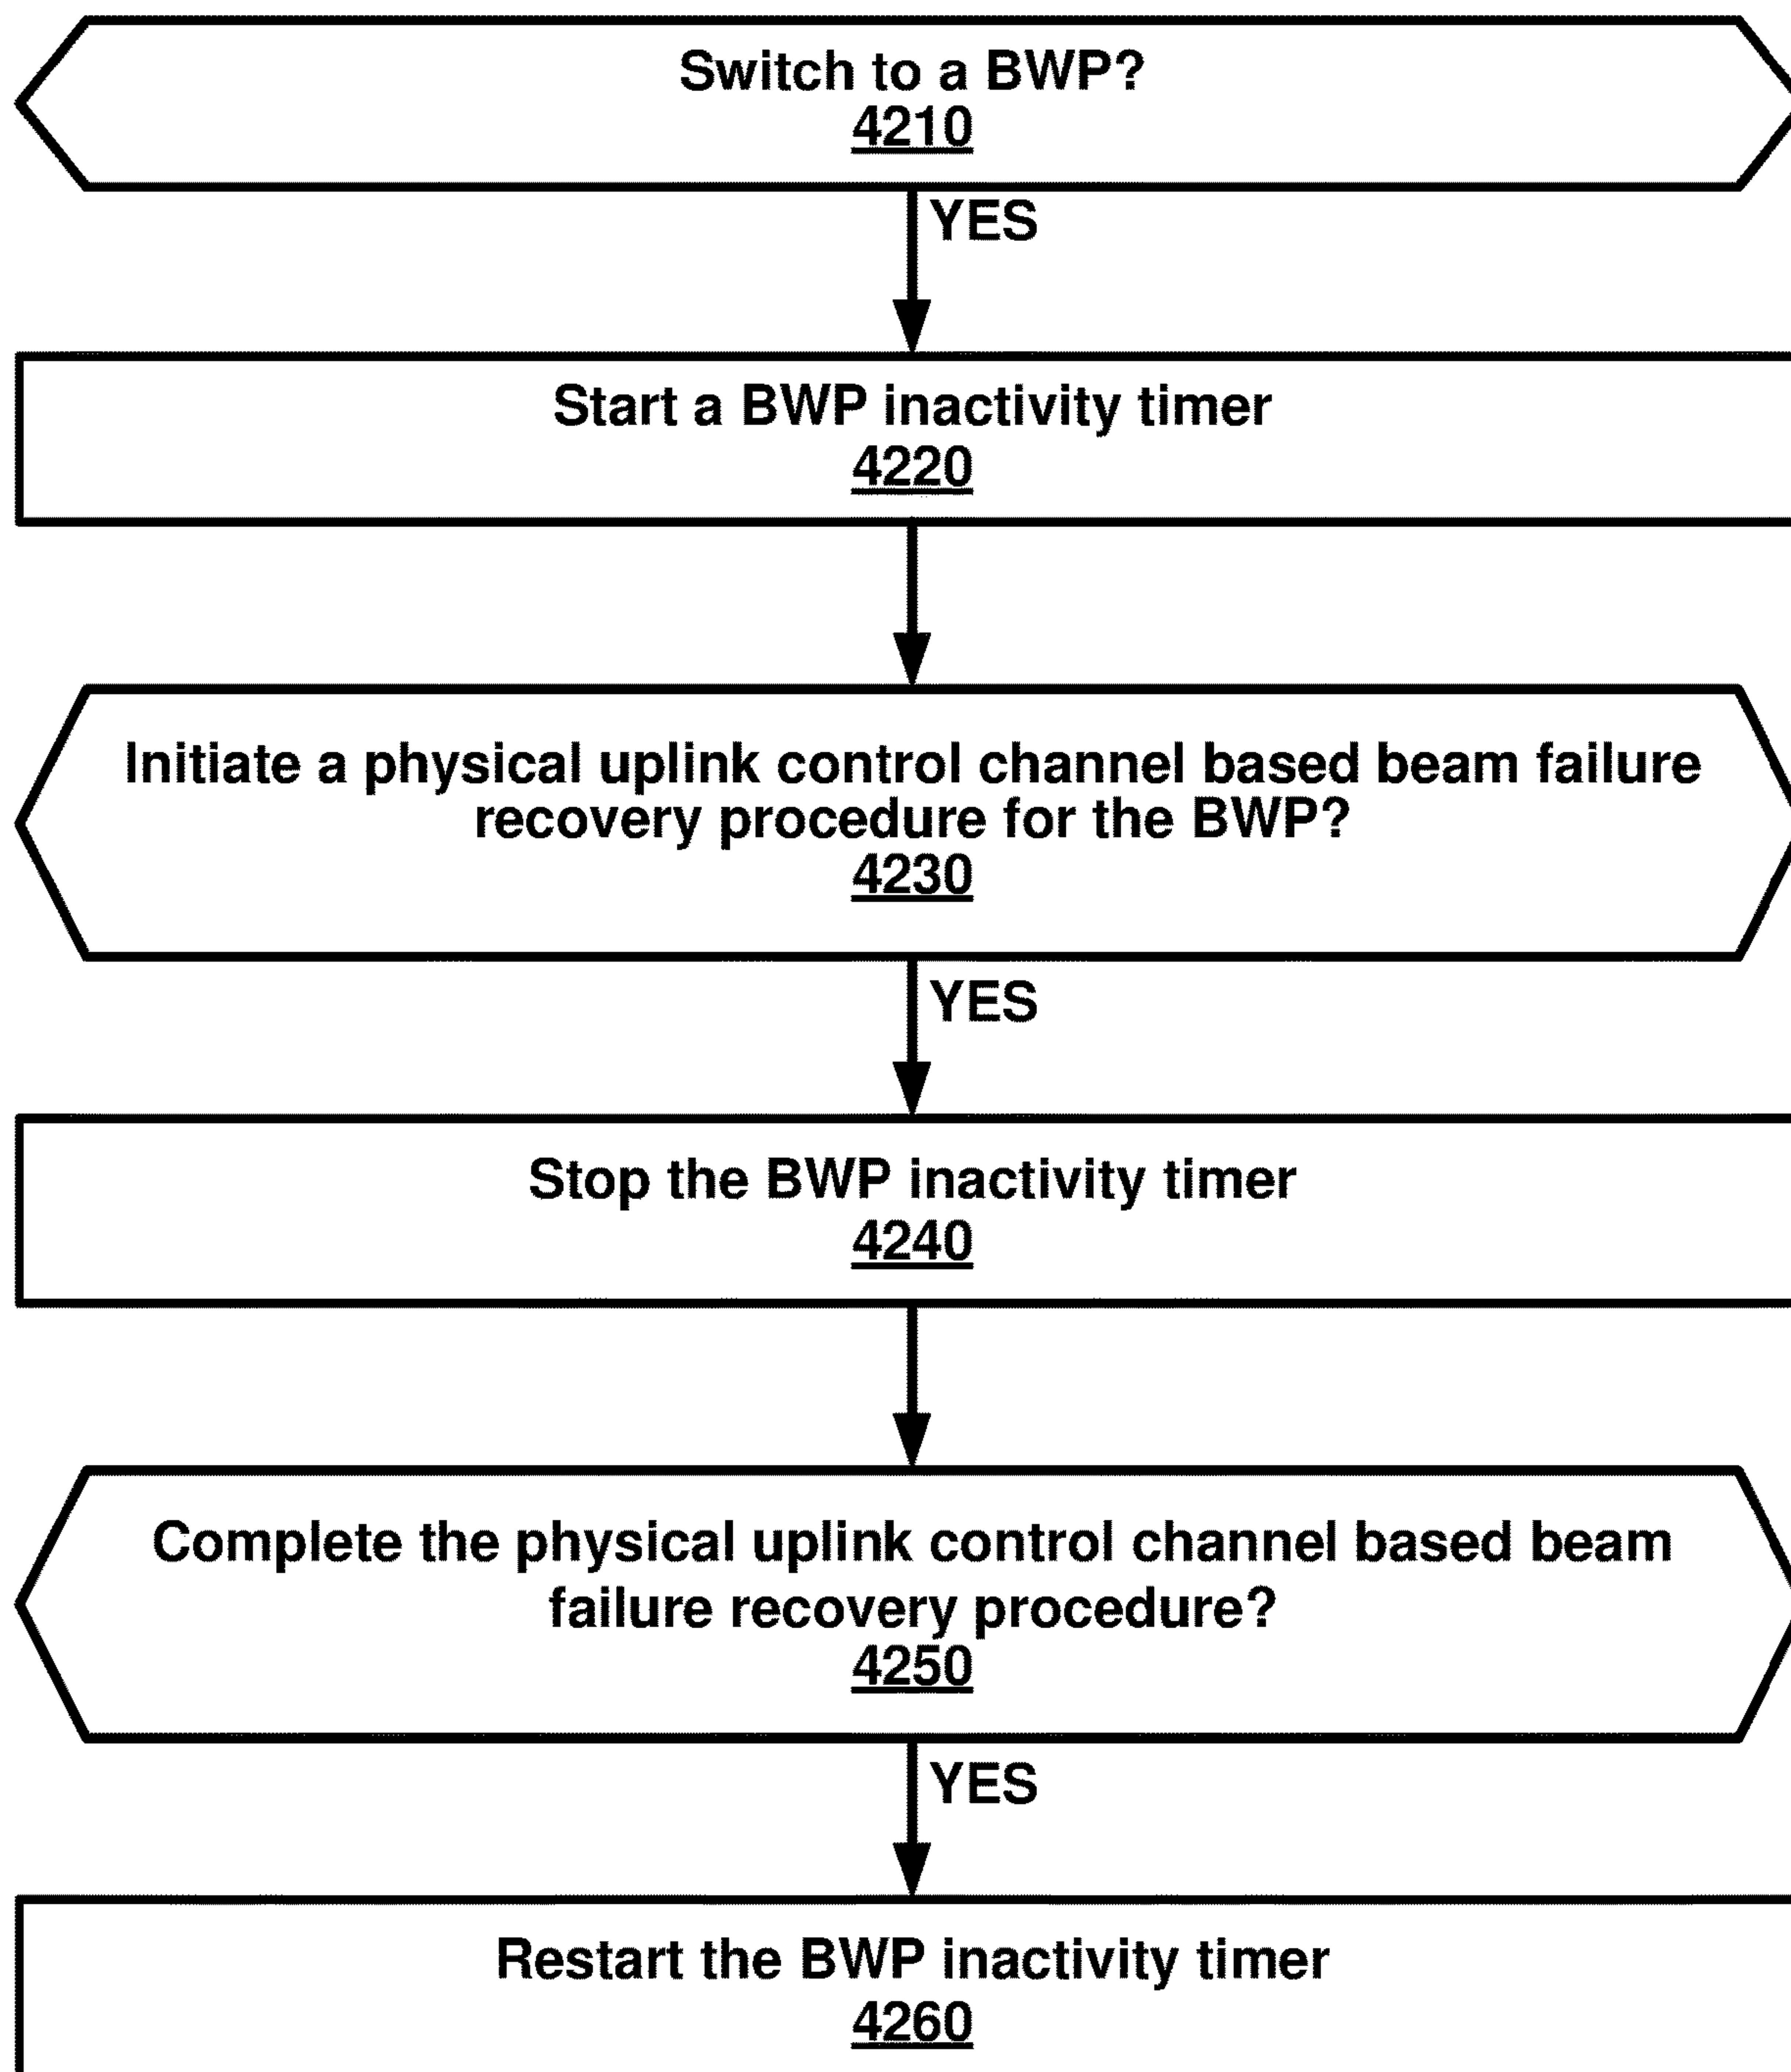 Switch to a BWP?
4210
YES
Start a BWP inactivity timer
4220
Initiate a physical uplink control channel based beam failure
recovery procedure for the BWP?
4230
YES
Stop the BWP inactivity timer
4240
Complete the physical uplink control channel based beam
failure recovery procedure?
4250
YES
Restart the BWP inactivity timer
4260